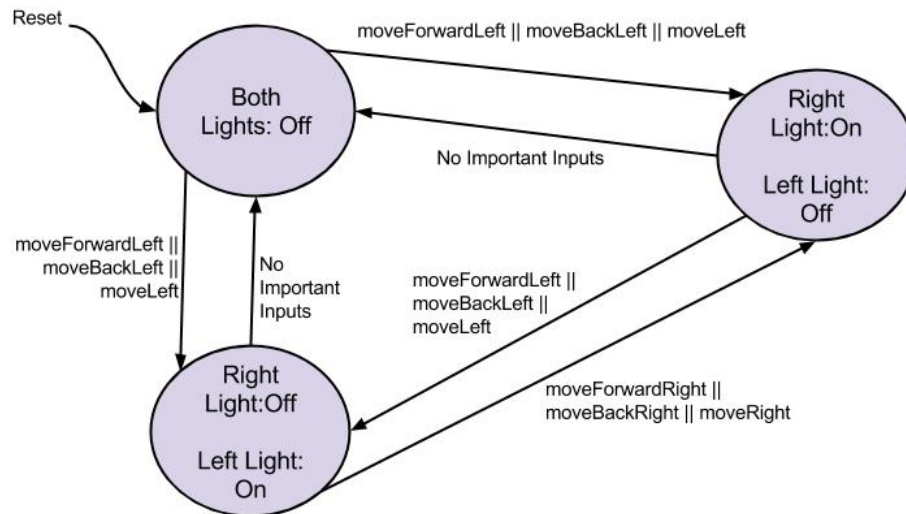 Reset
moveForwardLeft || moveBackLeft || moveLeft
Both
Lights: Off
Right
Light:On
Left Light:
Off
No Important Inputs
moveForwardLeft ||
moveBackLeft ||
moveLeft
No
Important
Inputs
moveForwardLeft ||
moveBackLeft ||
moveLeft
Right
Light:Off
Left Light:
On
moveForwardRight ||
moveBackRight || moveRight